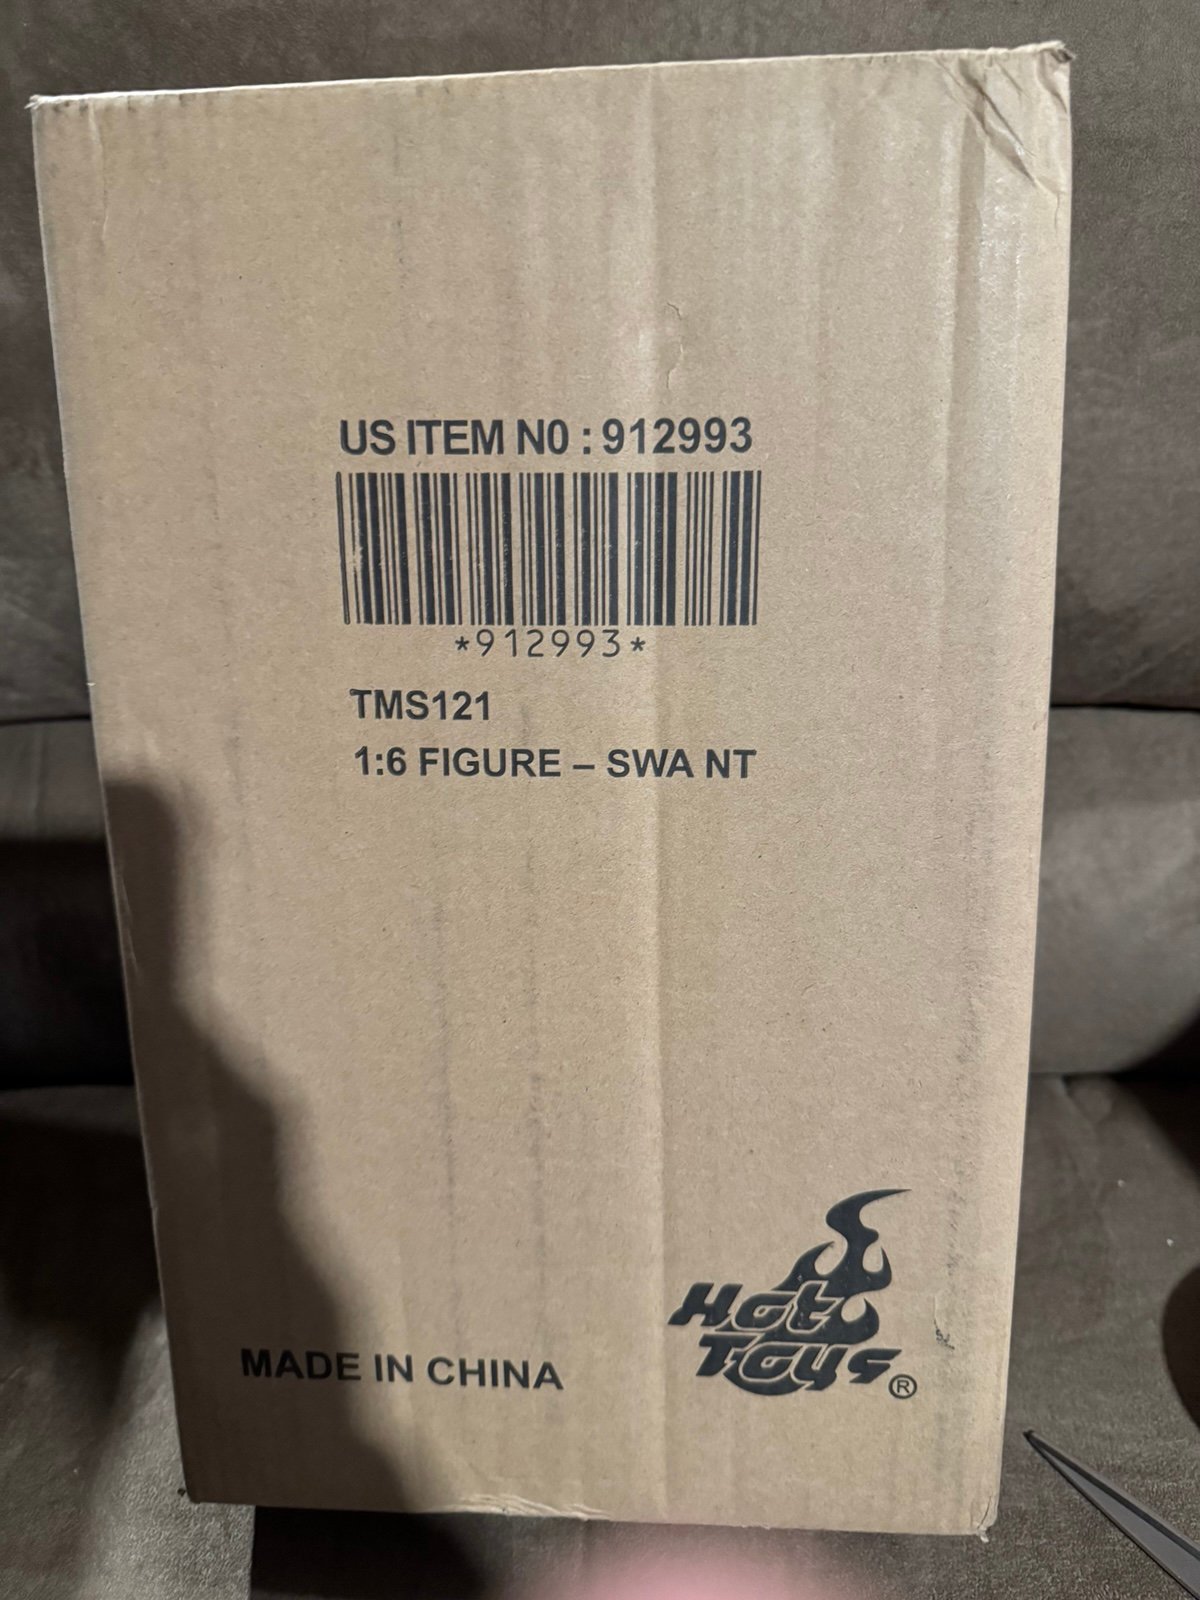 US ITEM N0 : 912993
*912993*
TMS121
1:6 FIGURE – SWA NT
Hot
Toys ®
MADE IN CHINA